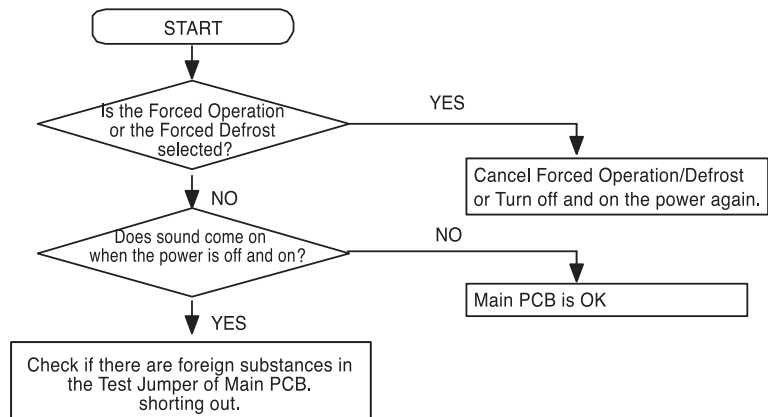 START
Is the Forced Operation
or the Forced Defrost
selected?
YES
Cancel Forced Operation/Defrost
or Turn off and on the power again.
NO
Does sound come on
when the power is off and on?
NO
Main PCB is OK
YES
Check if there are foreign substances in
the Test Jumper of Main PCB.
shorting out.